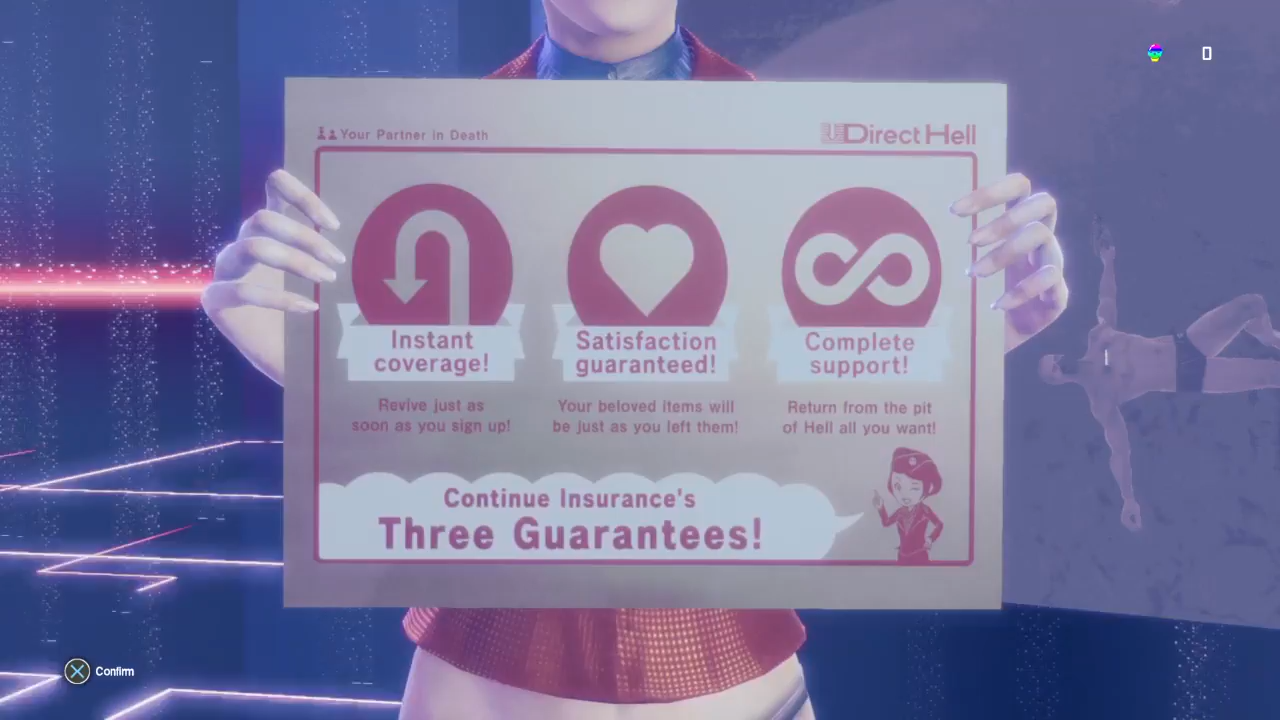 0
Your Partner in Death
Direct Hell
Instant
coverage!
Satisfaction
guaranteed!
Complete
support!
Revive just as
soon as you sign up!
Your beloved items will
be just as you left them!
Return from the pit
of Hell all you want!
Continue Insurance's
Three Guarantees!
Confirm